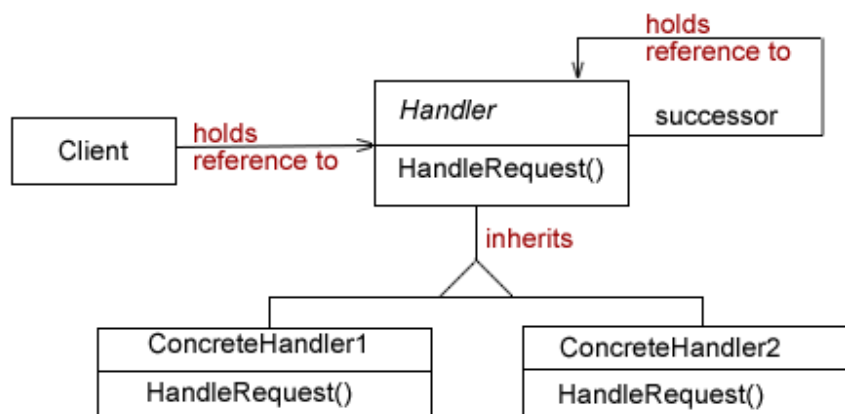 holds
reference to
Handler
successor
Client
holds
reference to
HandleRequest()
inherits
ConcreteHandler1
HandleRequest()
ConcreteHandler2
HandleRequest()